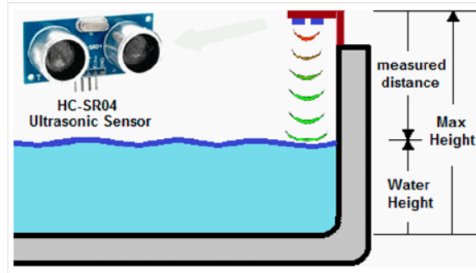 HC-SR04
Ultrasonic Sensor
measured
distance
Max
Height
Water
Height